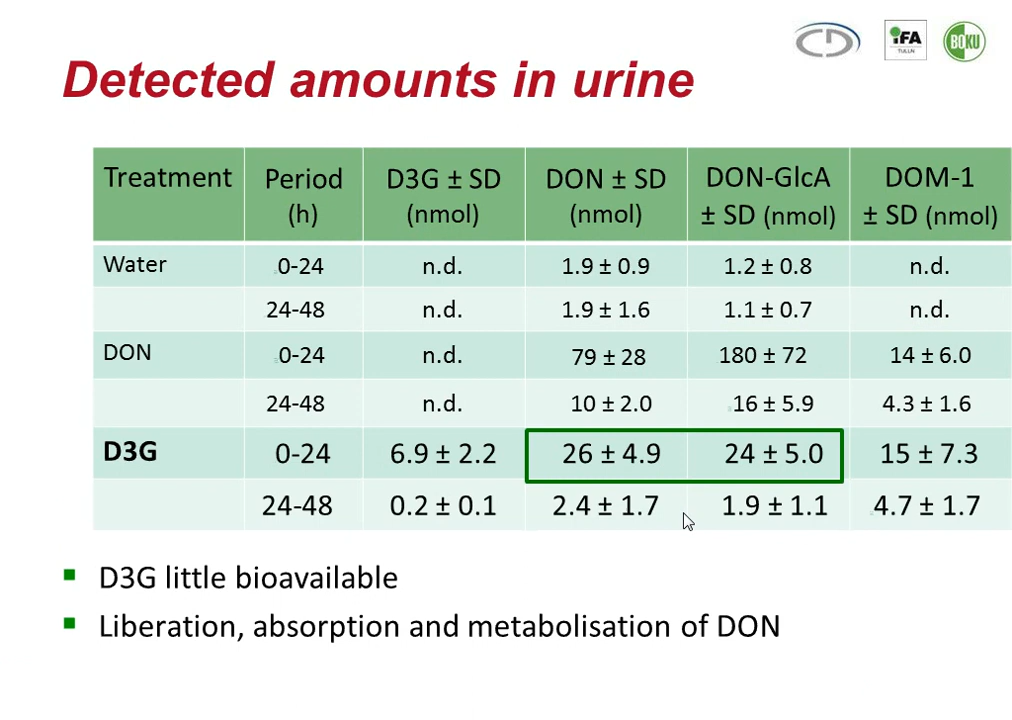 CD
iFA
TULLN
BOKU
Detected amounts in urine
Treatment Period (h) D3G ± SD (nmol) DON ± SD (nmol) DON-GlcA ± SD (nmol) DOM-1 ± SD (nmol)
Water 0-24 n.d. 1.9 ± 0.9 1.2 ± 0.8 n.d.
24-48 n.d. 1.9 ± 1.6 1.1 ± 0.7 n.d.
DON 0-24 n.d. 79 ± 28 180 ± 72 14 ± 6.0
24-48 n.d. 10 ± 2.0 16 ± 5.9 4.3 ± 1.6
D3G 0-24 6.9 ± 2.2 26 ± 4.9 24 ± 5.0 15 ± 7.3
24-48 0.2 ± 0.1 2.4 ± 1.7 1.9 ± 1.1 4.7 ± 1.7
D3G little bioavailable
Liberation, absorption and metabolisation of DON